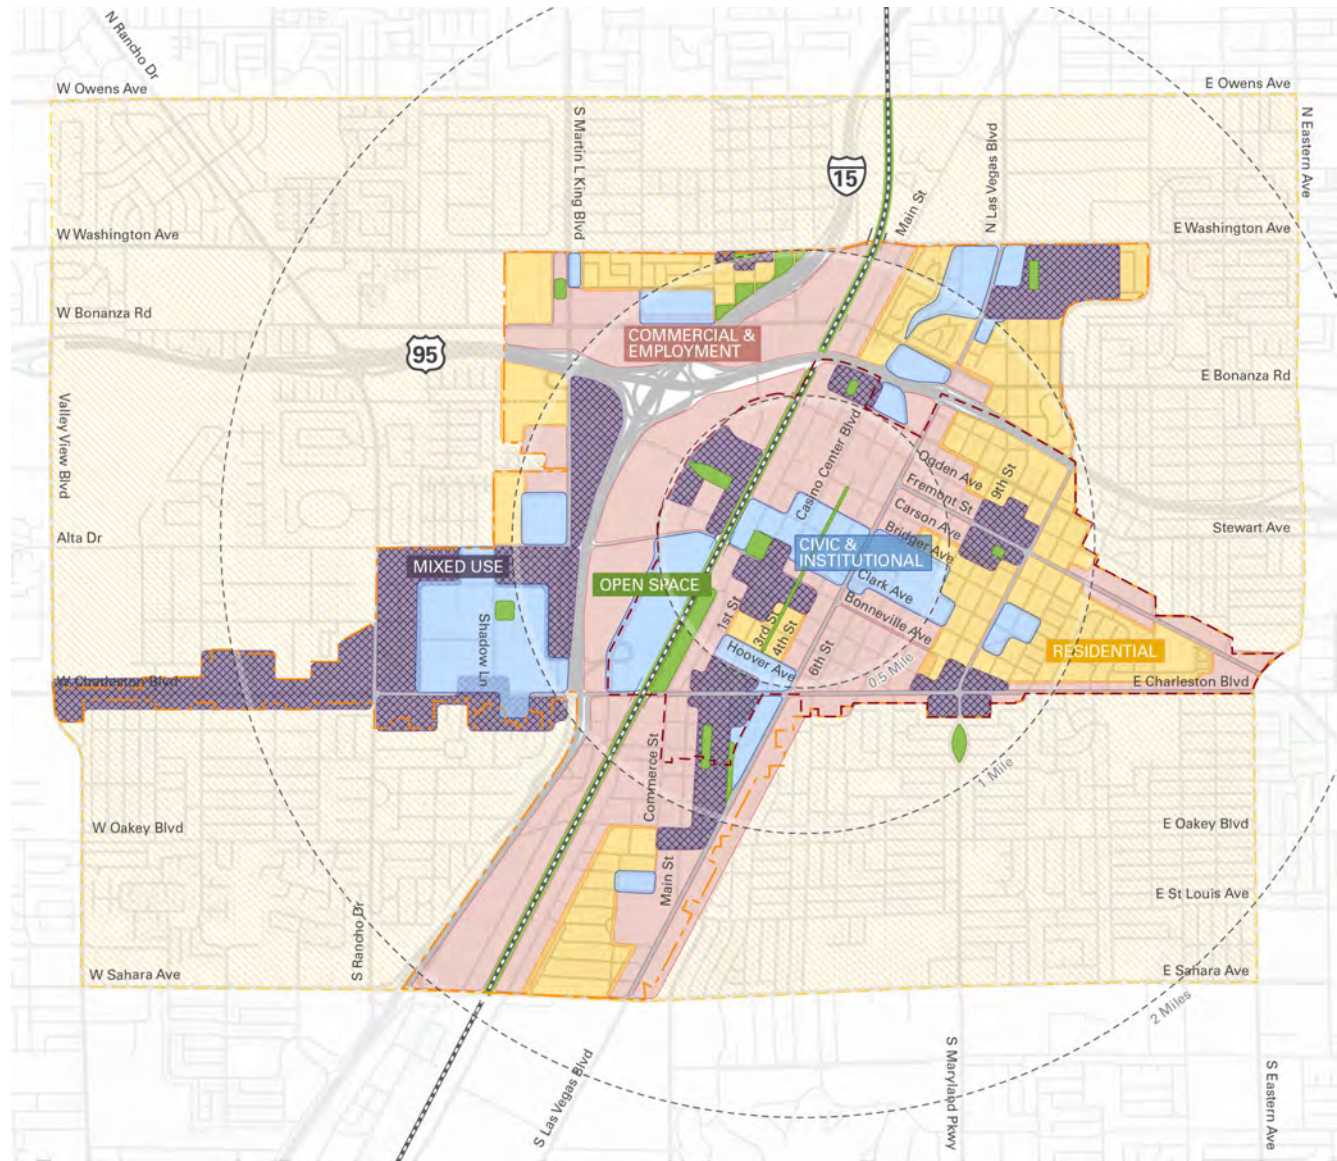 N Rancho Dr
W Owens Ave
E Owens Ave
S Martin L King Blvd
N Las Vegas Blvd
N Eastern Ave
15
Main St
W Washington Ave
E Washington Ave
W Bonanza Rd
COMMERCIAL &
EMPLOYMENT
95
E Bonanza Rd
Valley View Blvd
Casino Center Blvd
Ogden Ave
9th St
Fremont St
Carson Ave
Bridger Ave
Stewart Ave
Alta Dr
CIVIC &
INSTITUTIONAL
MIXED USE
OPEN SPACE
Clark Ave
Bonneville Ave
Shadow Ln
1st St
3rd St
4th St
6th St
Hoover Ave
RESIDENTIAL
0.5 Mile
W Charleston Blvd
E Charleston Blvd
Commerce St
1 Mile
W Oakey Blvd
E Oakey Blvd
Main St
E St Louis Ave
S Rancho Dr
W Sahara Ave
E Sahara Ave
2 Miles
S Las Vegas Blvd
S Maryland Pkwy
S Eastern Ave